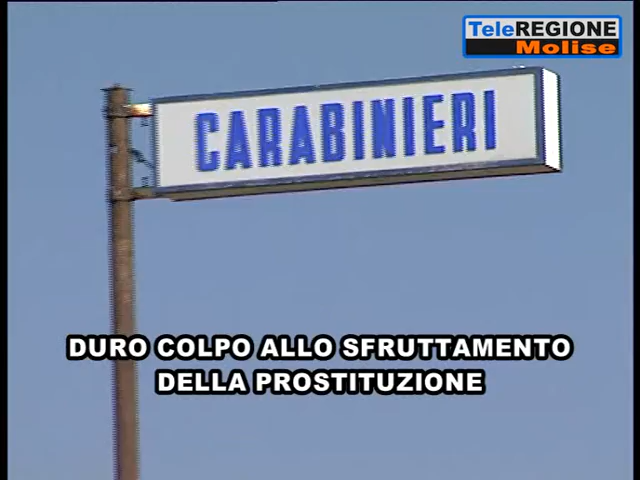 TeleREGIONE
Molise
CARABINIERI
DURO COLPO ALLO SFRUTTAMENTO
DELLA PROSTITUZIONE